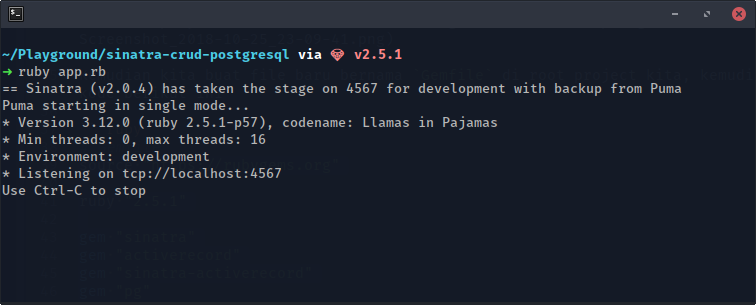 ~/Playground/sinatra-crud-postgresql via v2.5.1
➜ ruby app.rb
== Sinatra (v2.0.4) has taken the stage on 4567 for development with backup from Puma
Puma starting in single mode...
* Version 3.12.0 (ruby 2.5.1-p57), codename: Llamas in Pajamas
* Min threads: 0, max threads: 16
* Environment: development
* Listening on tcp://localhost:4567
Use Ctrl-C to stop